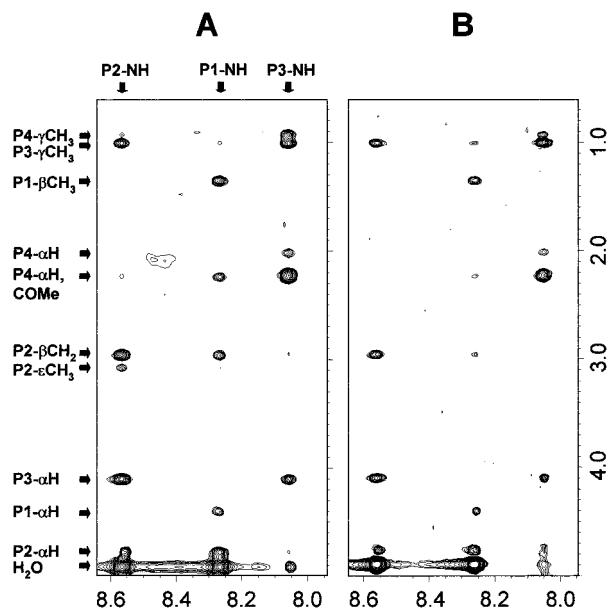 A
B
P2-NH P1-NH P3-NH
P4-γCH3
P3-γCH3
P1-βCH3
P4-αH
P4-αH,
COMe
P2-βCH2
P2-εCH3
P3-αH
P1-αH
P2-αH
H2O
1.0
2.0
3.0
4.0
8.6 8.4 8.2 8.0
8.6 8.4 8.2 8.0